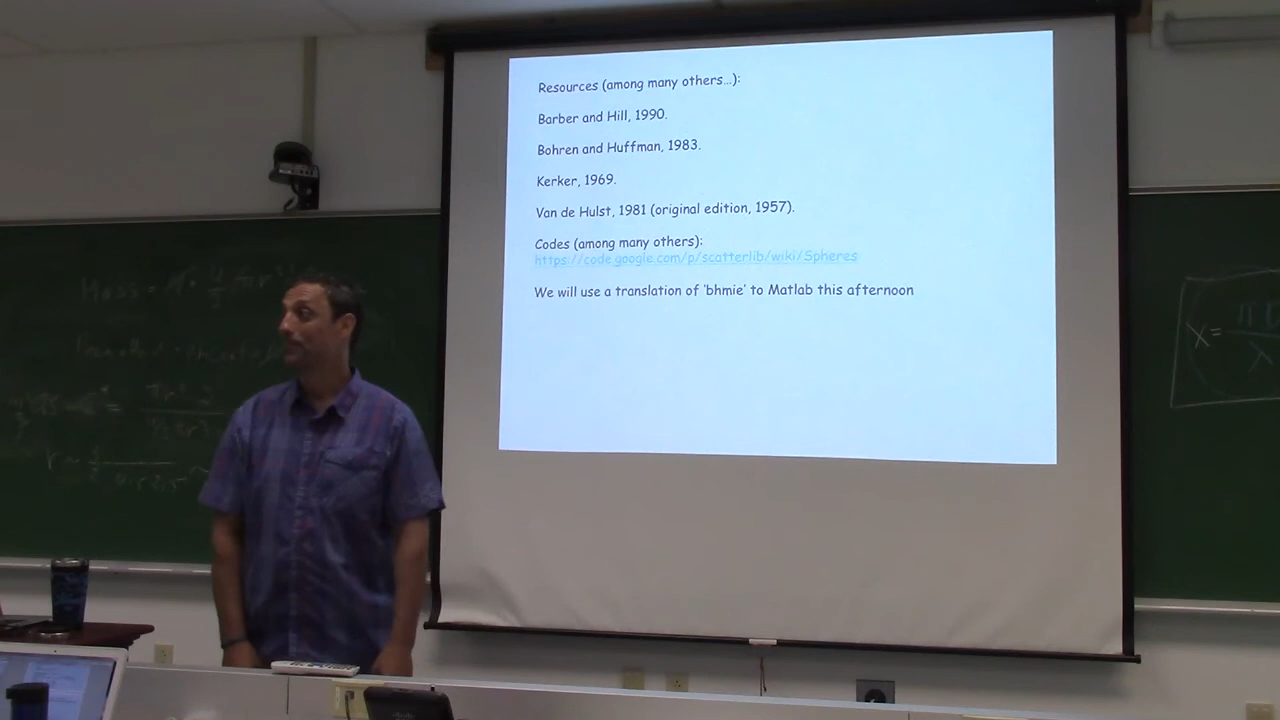 Resources (among many others…):
Barber and Hill, 1990.
Bohren and Huffman, 1983.
Kerker, 1969.
Van de Hulst, 1981 (original edition, 1957).
Codes (among many others):
https://code.google.com/p/scatterlib/wiki/Spheres
We will use a translation of 'bhmie' to Matlab this afternoon
Mass =
X =